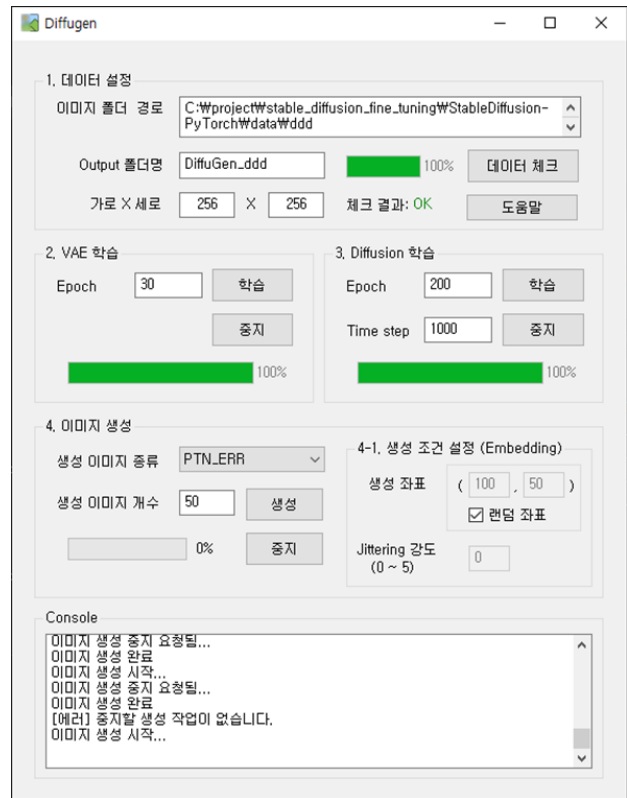 Diffugen
1, 데이터 설정
이미지 폴더 경로
C:₩project₩stable_diffusion_fine_tuning₩StableDiffusion-
PyTorch₩data₩ddd
Output 폴더명 DiffuGen_ddd 100% 데이터 체크
가로 X 세로 256 X 256 체크 결과: OK 도움말
2, VAE 학습
Epoch 30 학습
중지
100%
3, Diffusion 학습
Epoch 200 학습
Time step 1000 중지
100%
4, 이미지 생성
생성 이미지 종류 PTN_ERR
생성 이미지 개수 50 생성
0% 중지
4-1, 생성 조건 설정 (Embedding)
생성 좌표 ( 100 , 50 )
랜덤 좌표
Jittering 강도 0
(0 ~ 5)
Console
이미지 생성 중지 요청됨...
이미지 생성 완료
이미지 생성 시작...
이미지 생성 중지 요청됨...
이미지 생성 완료
[에러] 중지할 생성 작업이 없습니다.
이미지 생성 시작...